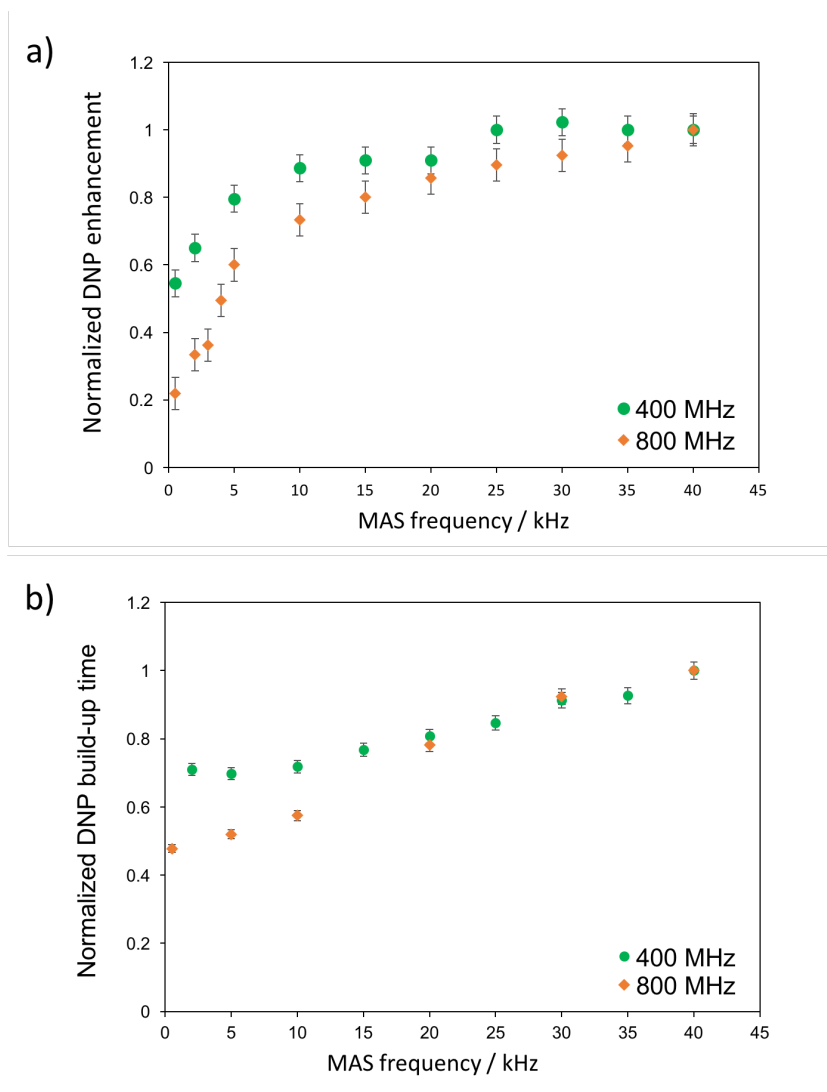 a)
1.2
1
0.8
0.6
0.4
0.2
0
Normalized DNP enhancement
400 MHz
800 MHz
0 5 10 15 20 25 30 35 40 45
MAS frequency / kHz
b)
1.2
1
0.8
0.6
0.4
0.2
0
Normalized DNP build-up time
400 MHz
800 MHz
0 5 10 15 20 25 30 35 40 45
MAS frequency / kHz